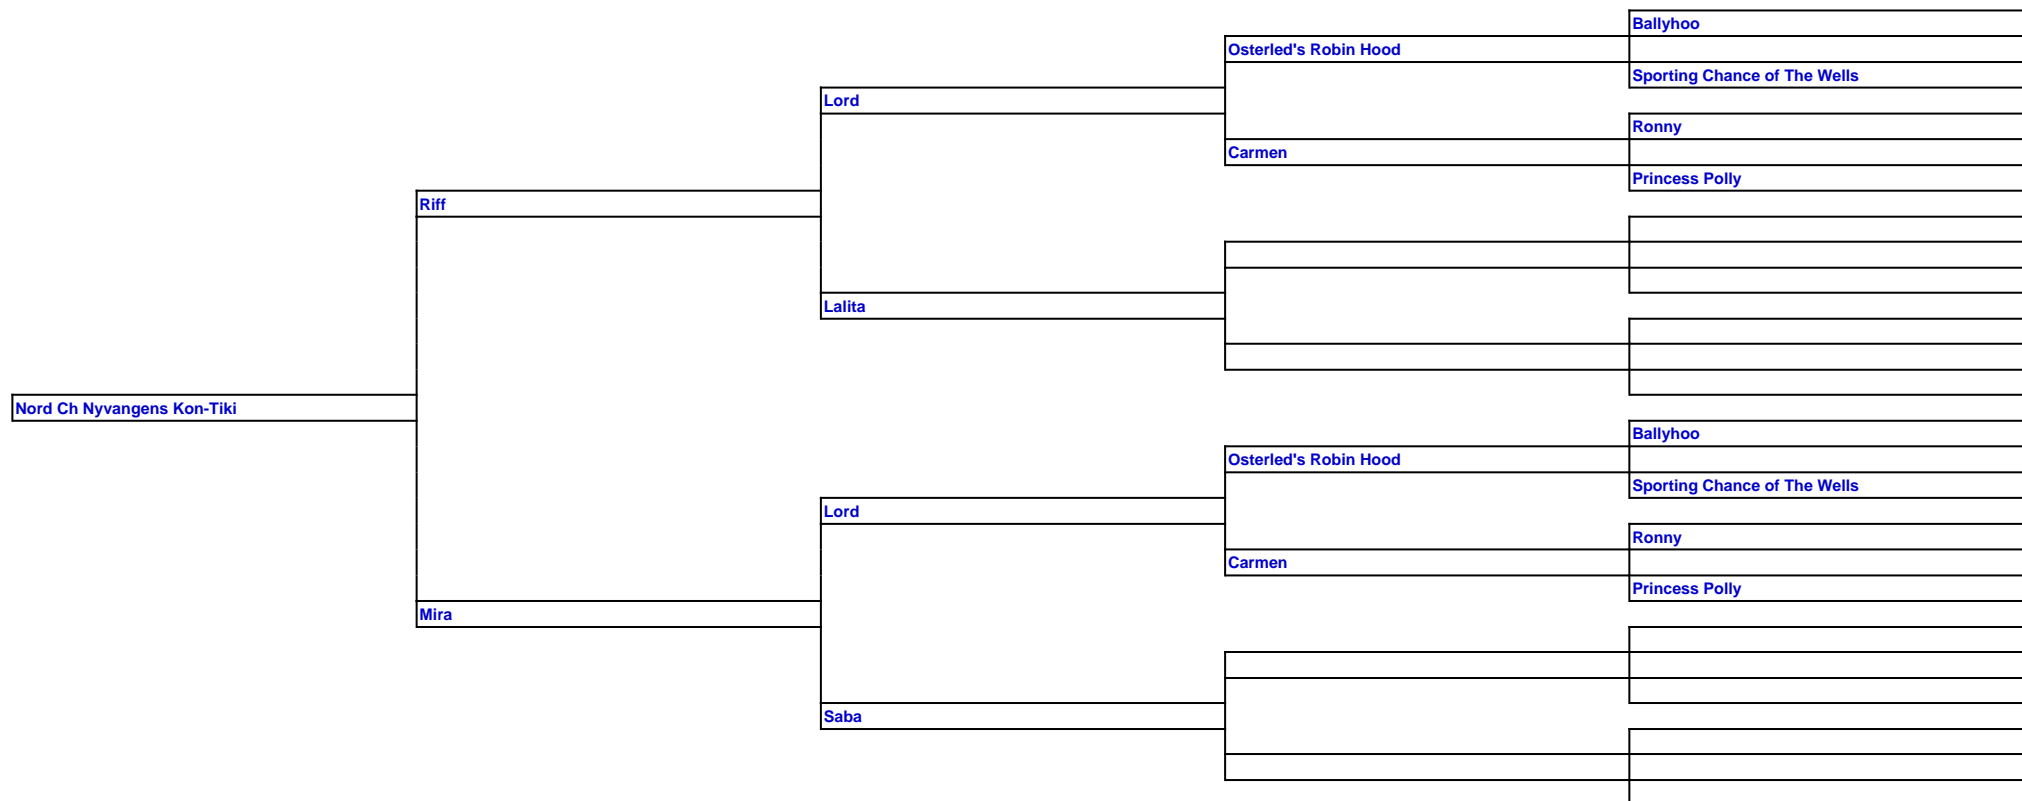 Ballyhoo
Osterled's Robin Hood
Sporting Chance of The Wells
Lord
Ronny
Carmen
Princess Polly
Riff
Lalita
Nord Ch Nyvangens Kon-Tiki
Ballyhoo
Osterled's Robin Hood
Sporting Chance of The Wells
Lord
Ronny
Carmen
Princess Polly
Mira
Saba